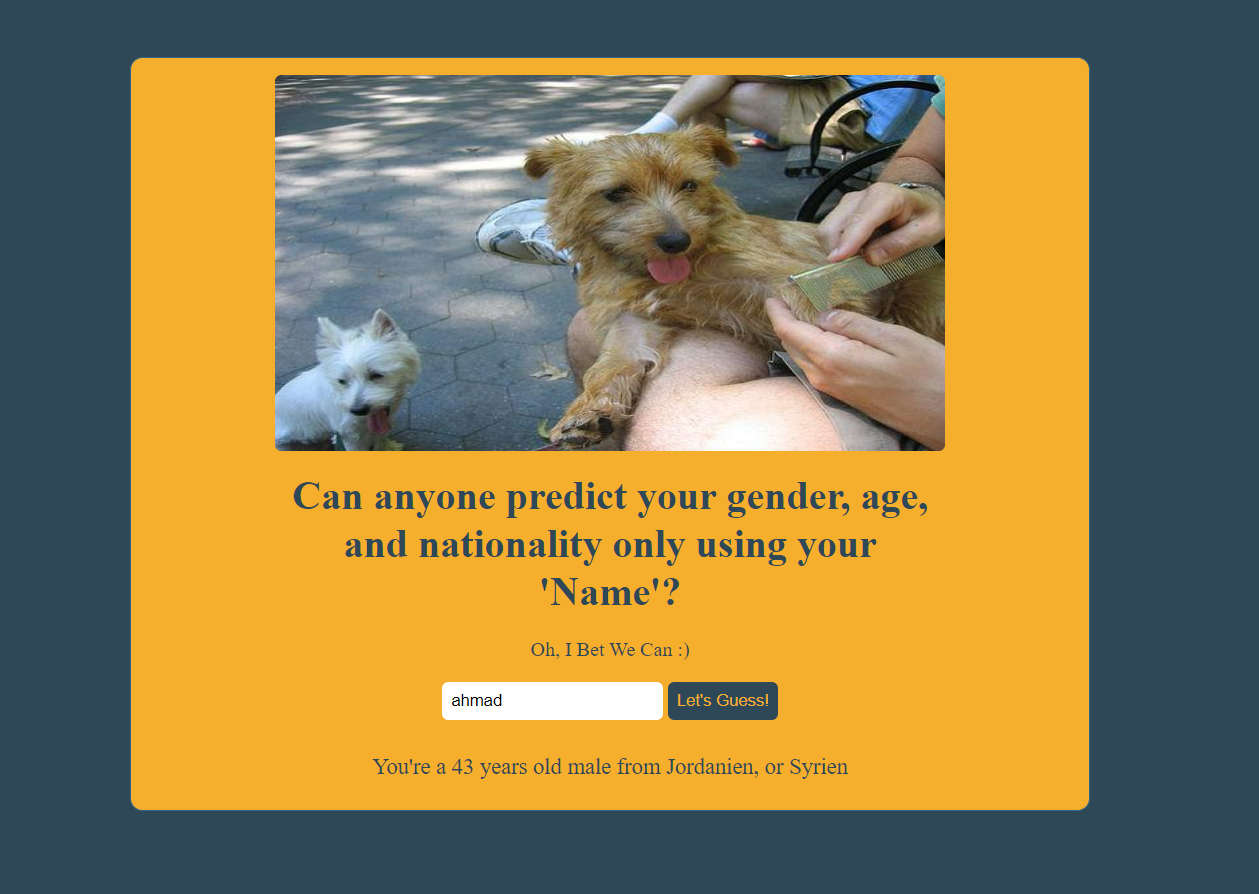 Can anyone predict your gender, age,
and nationality only using your
'Name'?
Oh, I Bet We Can :)
ahmad
Let's Guess!
You're a 43 years old male from Jordanien, or Syrien